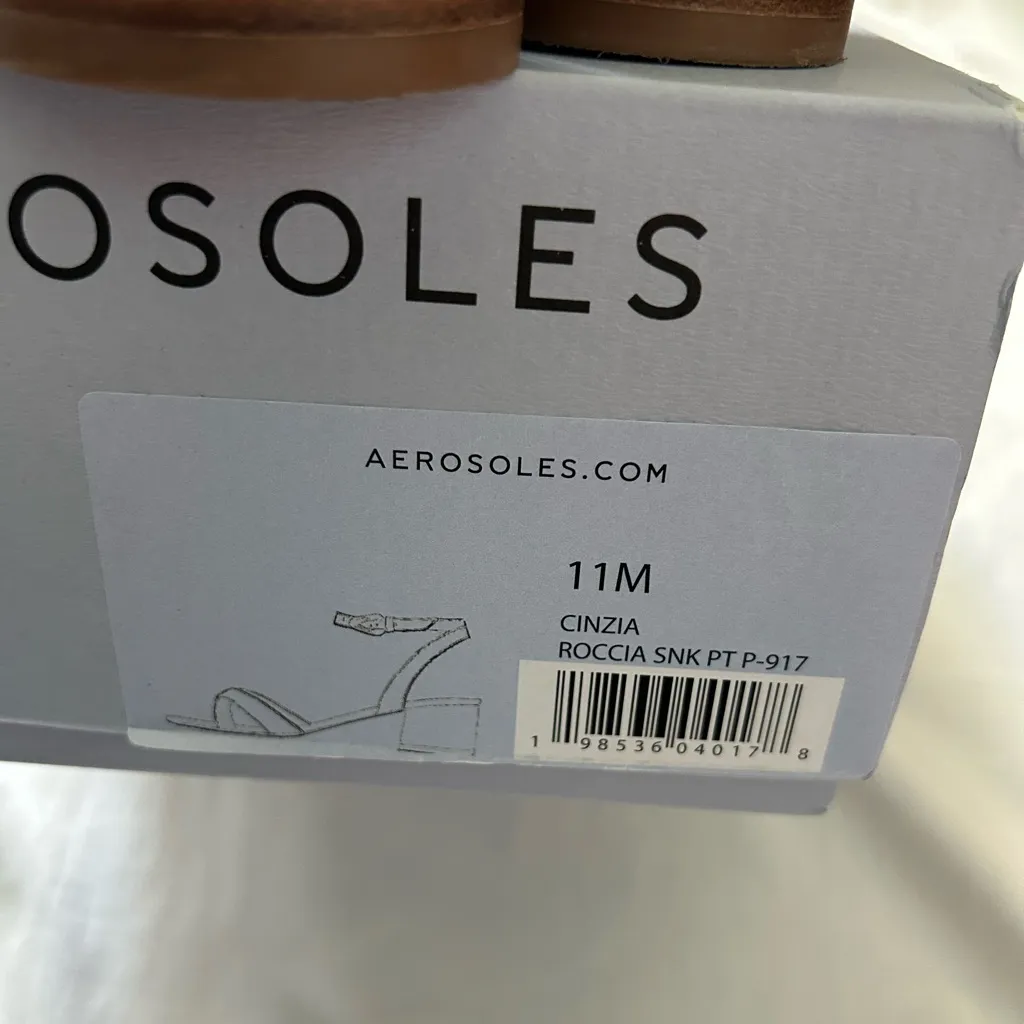 OSOLES
AEROSOLES.COM
11M
CINZIA
ROCCIA SNK PT P-917
1 98536 04017 8